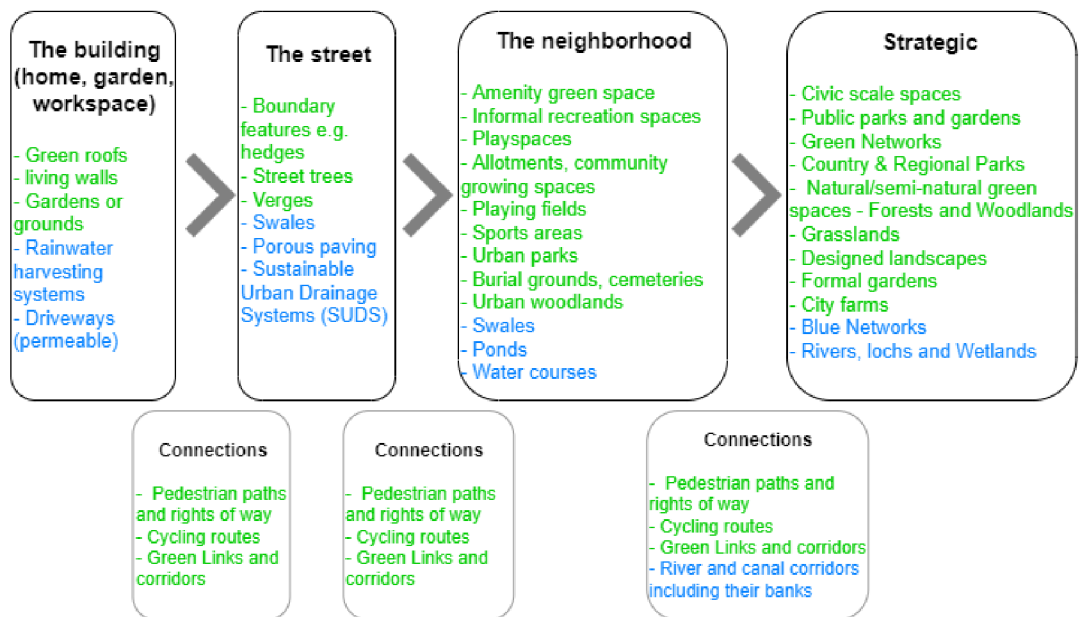 The building
(home, garden,
workspace)
- Green roofs
- living walls
- Gardens or
grounds
- Rainwater
harvesting
systems
- Driveways
(permeable)
The street
- Boundary
features e.g.
hedges
- Street trees
- Verges
- Swales
- Porous paving
- Sustainable
Urban Drainage
Systems (SUDS)
The neighborhood
- Amenity green space
- Informal recreation spaces
- Playspaces
- Allotments, community
growing spaces
- Playing fields
- Sports areas
- Urban parks
- Burial grounds, cemeteries
- Urban woodlands
- Swales
- Ponds
- Water courses
Strategic
- Civic scale spaces
- Public parks and gardens
- Green Networks
- Country & Regional Parks
- Natural/semi-natural green
spaces - Forests and Woodlands
- Grasslands
- Designed landscapes
- Formal gardens
- City farms
- Blue Networks
- Rivers, lochs and Wetlands
Connections
- Pedestrian paths
and rights of way
- Cycling routes
- Green Links and
corridors
Connections
- Pedestrian paths
and rights of way
- Cycling routes
- Green Links and
corridors
Connections
- Pedestrian paths and
rights of way
- Cycling routes
- Green Links and corridors
- River and canal corridors
including their banks